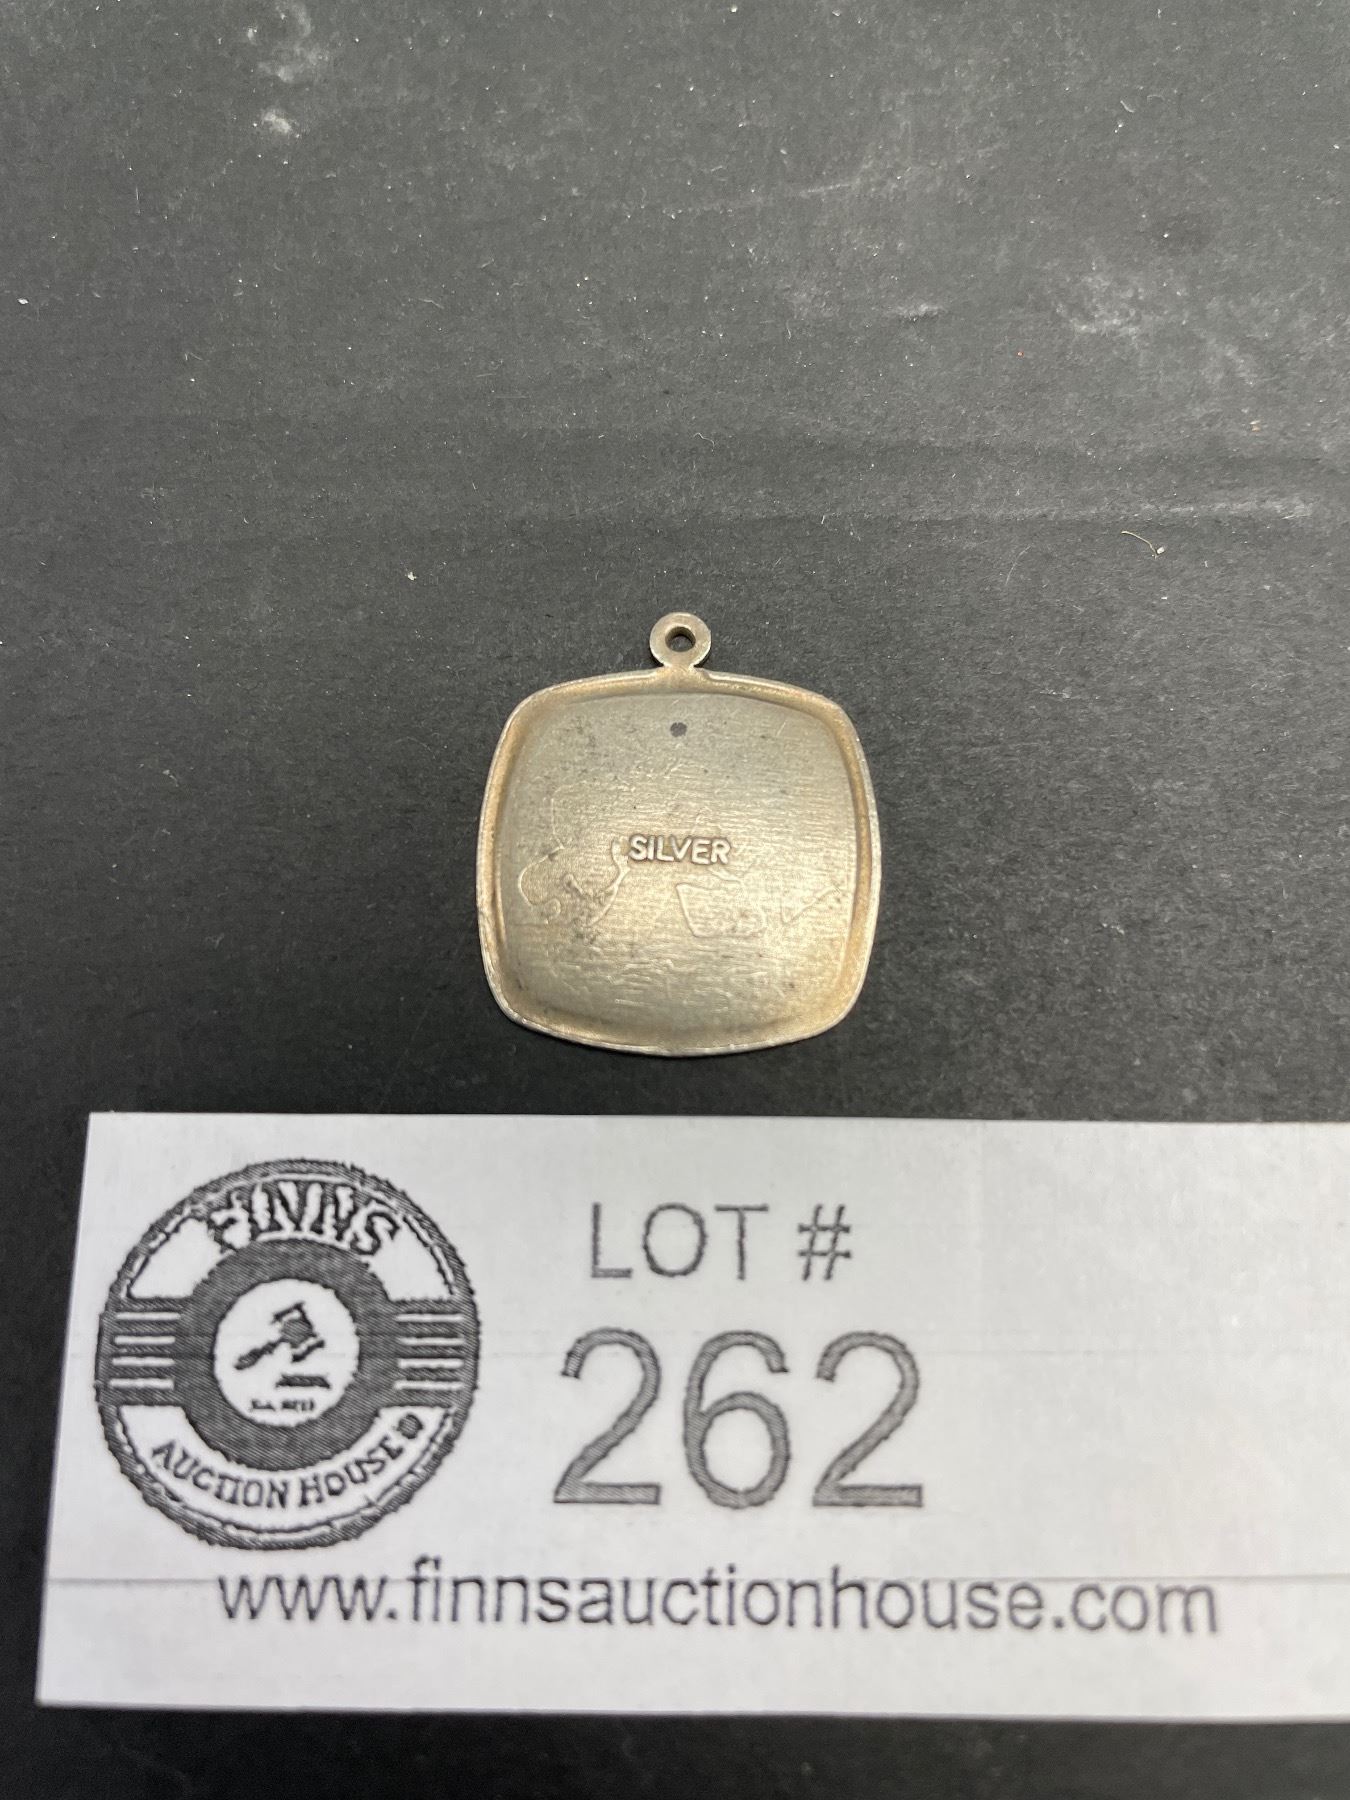 SILVER
FINNS
AUCTION HOUSE
LOT #
262
www.finnsauctionhouse.com